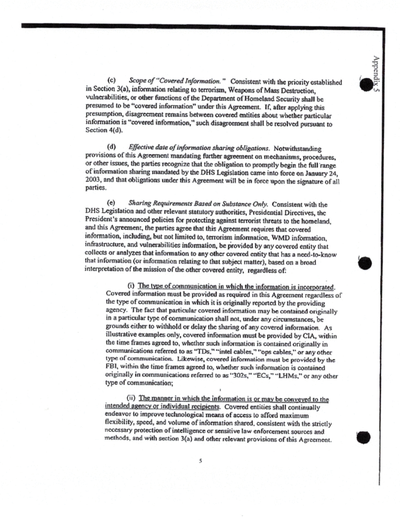 Appendix 5
(c) Scope of "Covered Information." Consistent with the priority established
in Section 3(a), information relating to terrorism, Weapons of Mass Destruction,
vulnerabilities, or other functions of the Department of Homeland Security shall be
presumed to be "covered information" under this Agreement. If, after applying this
presumption, disagreement remains between covered entities about whether particular
information is "covered information," such disagreement shall be resolved pursuant to
Section 4(d).
(d) Effective date of information sharing obligations. Notwithstanding
provisions of this Agreement mandating further agreement on mechanisms, procedures,
or other issues, the parties recognize that the obligation to promptly begin the full range
of information sharing mandated by the DHS Legislation came into force on January 24,
2003, and that obligations under this Agreement will be in force upon the signature of all
parties.
(e) Sharing Requirements Based on Substance Only. Consistent with the
DHS Legislation and other relevant statutory authorities, Presidential Directives, the
President's announced policies for protecting against terrorist threats to the homeland,
and this Agreement, the parties agree that this Agreement requires that covered
information, including, but not limited to, terrorism information, WMD information,
infrastructure, and vulnerabilities information, be provided by any covered entity that
collects or analyzes that information to any other covered entity that has a need-to-know
that information (or information relating to that subject matter), based on a broad
interpretation of the mission of the other covered entity, regardless of:
(i) The type of communication in which the information is incorporated.
Covered information must be provided as required in this Agreement regardless of
the type of communication in which it is originally reported by the providing
agency. The fact that particular covered information may be contained originally
in a particular type of communication shall not, under any circumstances, be
grounds either to withhold or delay the sharing of any covered information. As
illustrative examples only, covered information must be provided by CIA, within
the time frames agreed to, whether such information is contained originally in
communications referred to as "TDs," "intel cables," "ops cables," or any other
type of communication. Likewise, covered information must be provided by the
FBI, within the time frames agreed to, whether such information is contained
originally in communications referred to as "302s," "ECs," "LHMs," or any other
type of communication;
(ii) The manner in which the information is or may be conveyed to the
intended agency or individual recipients. Covered entities shall continually
endeavor to improve technological means of access to afford maximum
flexibility, speed, and volume of information shared, consistent with the strictly
necessary protection of intelligence or sensitive law enforcement sources and
methods, and with section 3(a) and other relevant provisions of this Agreement.
5